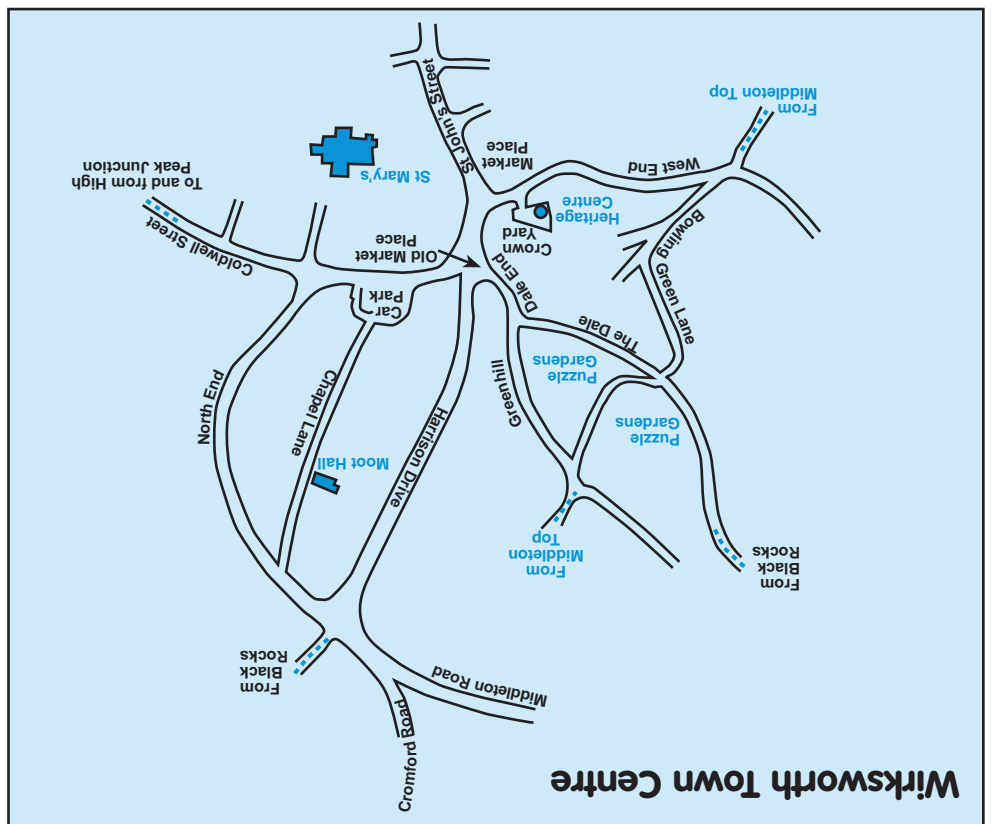 Wirksworth Town Centre
Cromford Road
Middleton Road
From
Black
Rocks
From
Black
Rocks
From
Middleton
Top
Moot Hall
Harrison Drive
Chapel Lane
North End
Greenhill
Puzzle
Gardens
Puzzle
Gardens
The Dale
Bowling Green Lane
Car
Park
Dale End
Old Market
Place
Coldwell Street
Crown
Yard
Heritage
Centre
To and from High
Peak Junction
St Mary's
West End
Market
Place
St John's Street
From
Middleton Top